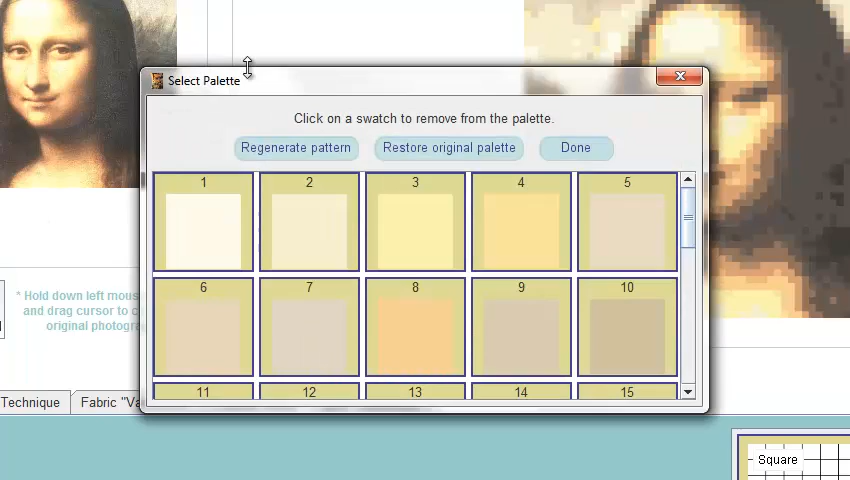 Select Palette
Click on a swatch to remove from the palette.
Regenerate pattern
Restore original palette
Done
1
2
3
4
5
6
7
8
9
10
11
12
13
14
15
* Hold down left mous
and drag cursor to c
original photogra
Technique
Fabric "Va
Square